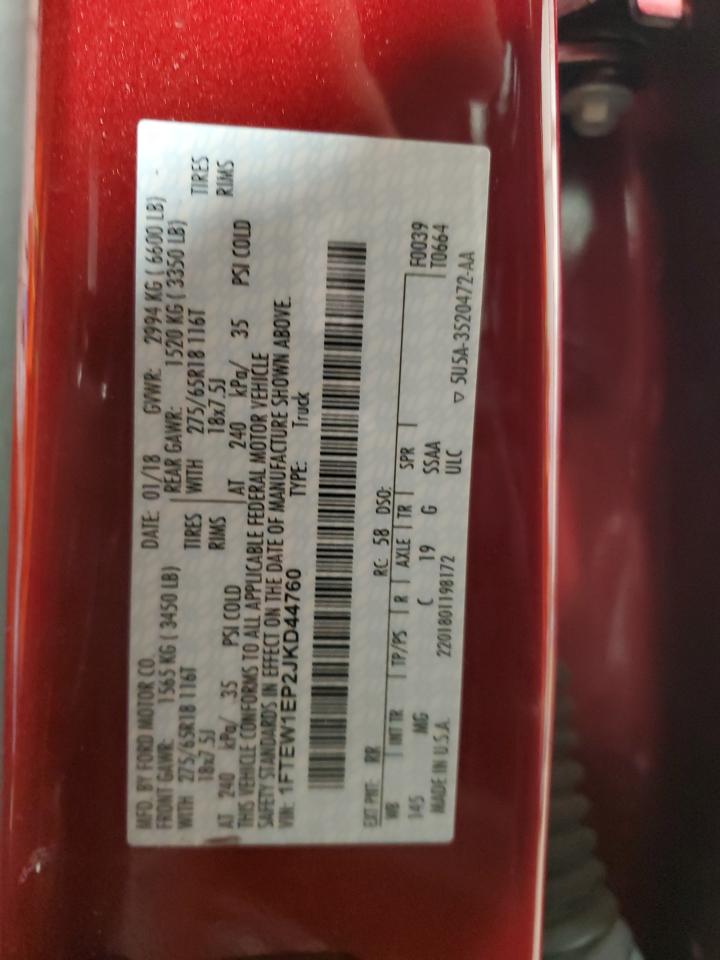 MFD. BY FORD MOTOR CO. DATE: 01/18 GVWR: 2994 KG ( 6600 LB)
FRONT GAWR: 1565 KG ( 3450 LB) REAR GAWR: 1520 KG ( 3350 LB)
WITH 275/65R18 116T TIRES WITH 275/65R18 116T TIRES
18x7.5J RIMS 18x7.5J RIMS
AT 240 kPa/ 35 PSI COLD AT 240 kPa/ 35 PSI COLD
THIS VEHICLE CONFORMS TO ALL APPLICABLE FEDERAL MOTOR VEHICLE
SAFETY STANDARDS IN EFFECT ON THE DATE OF MANUFACTURE SHOWN ABOVE.
VIN: 1FTEW1EP2JKD44760 TYPE: Truck
EXT PNT: RR RC: 58 DSO:
WB INT TR TP/PS R AXLE TR SPR F0039
145 MG C 19 G SSAA T0664
MADE IN U.S.A. 2201801198172 ULC ▽ 5U5A-3520472-AA